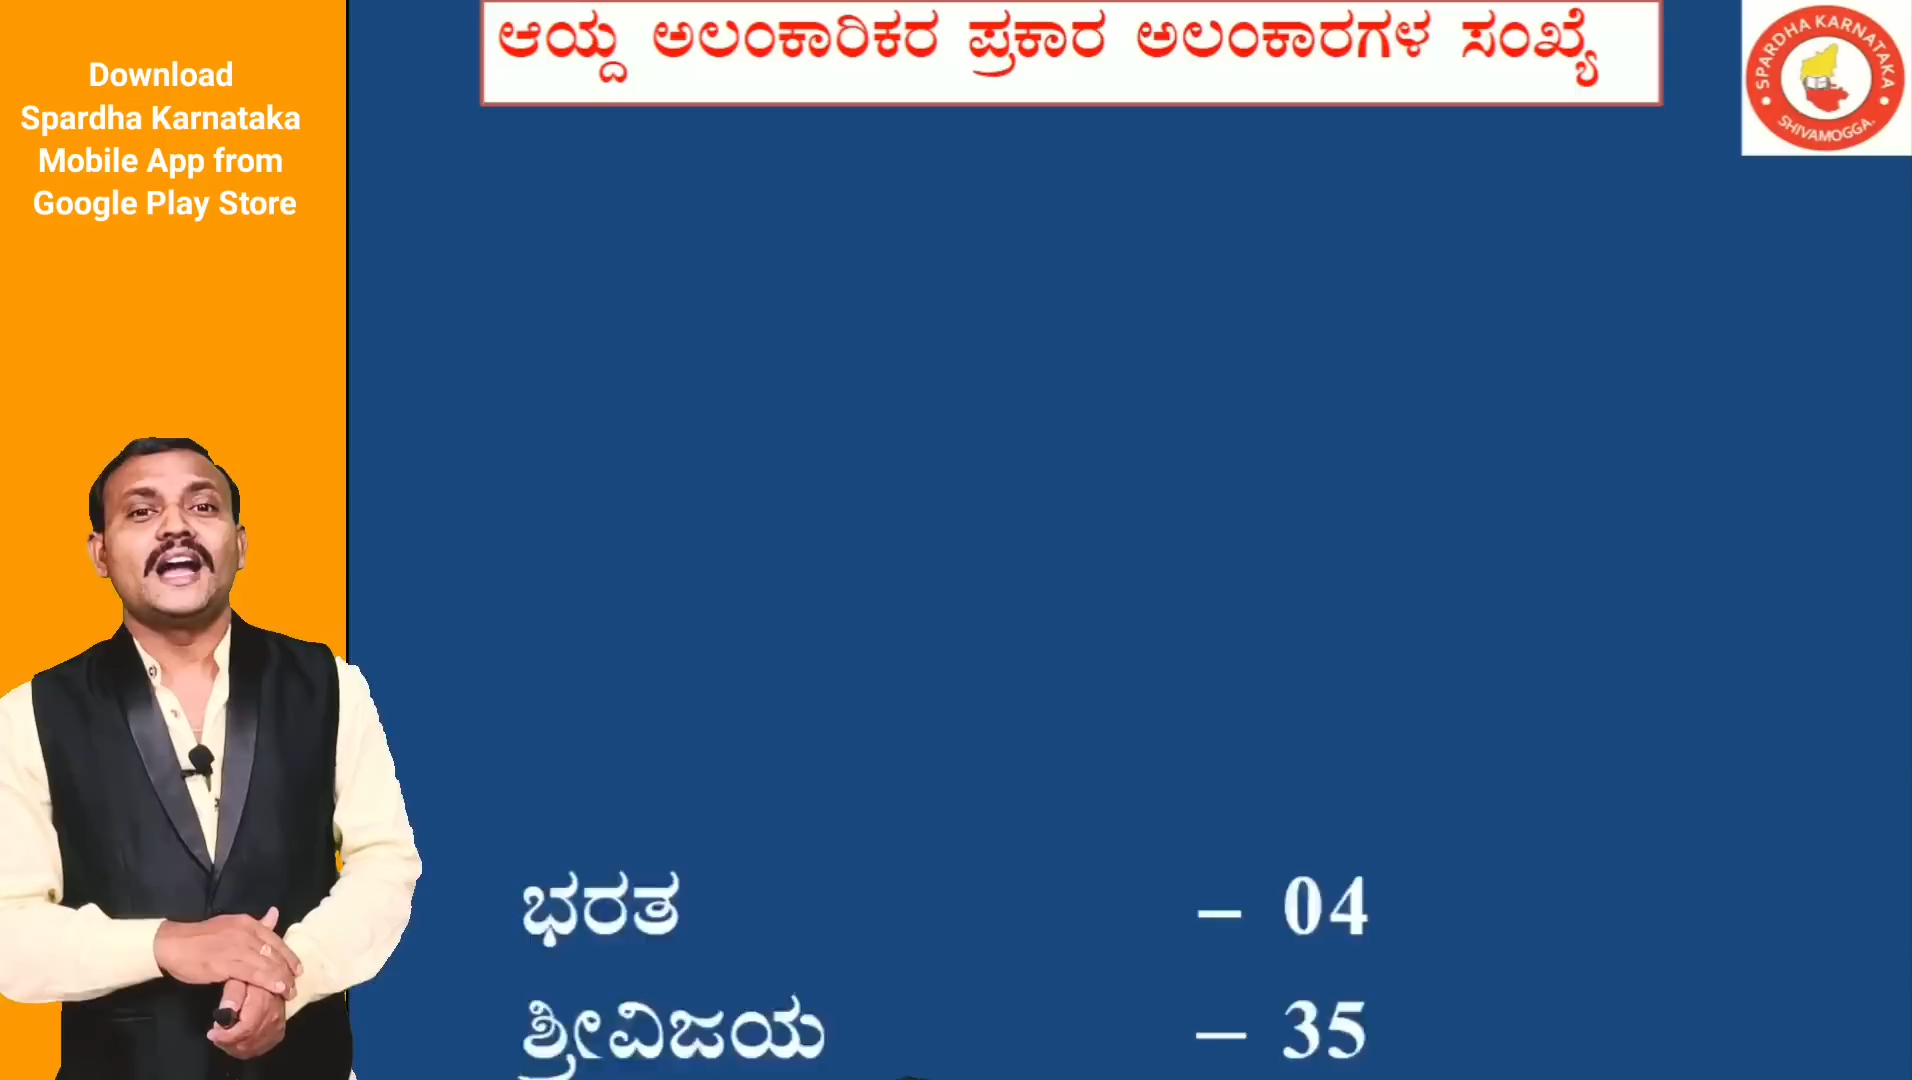 Download
Spardha Karnataka
Mobile App from
Google Play Store
ಆಯ್ದ ಅಲಂಕಾರಿಕರ ಪ್ರಕಾರ ಅಲಂಕಾರಗಳ ಸಂಖ್ಯೆ
SPARDHA KARNATAKA
SHIVAMOGGA.
ಭರತ – 04
ಶ್ರೀವಿಜಯ – 35